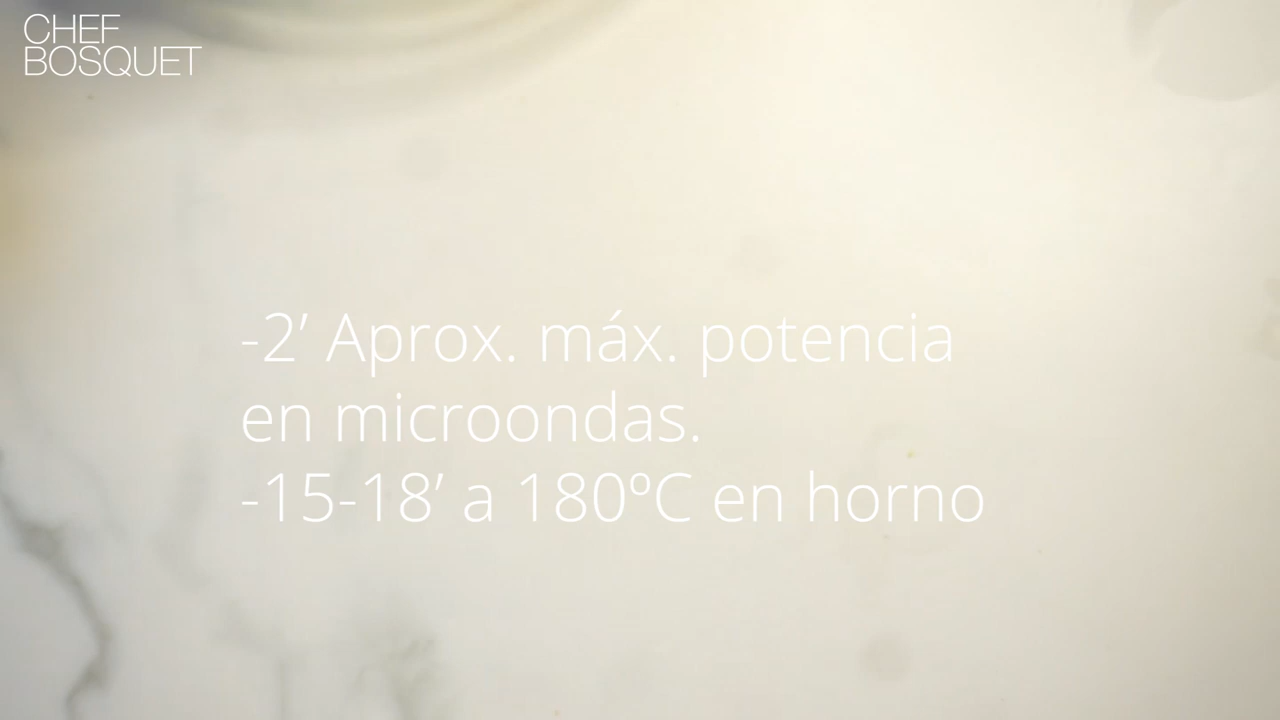 CHEF
BOSQUET
-2’ Aprox. máx. potencia
en microondas.
-15-18’ a 180ºC en horno